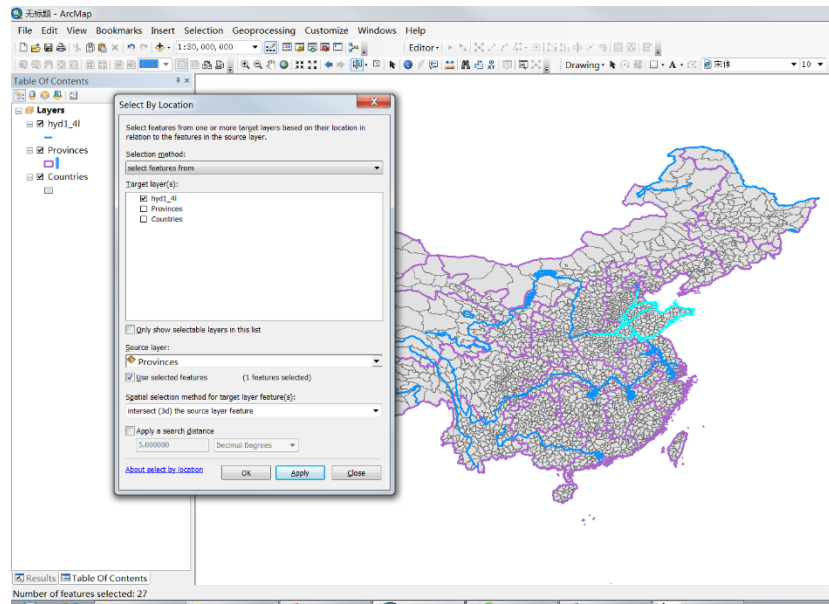 无标题 - ArcMap
File Edit View Bookmarks Insert Selection Geoprocessing Customize Windows Help
1:30,000,000
Editor
Drawing
A
宋体
10
Table Of Contents
Layers
hyd1_4l
Provinces
Countries
Select By Location
Select features from one or more target layers based on their location in
relation to the features in the source layer.
Selection method:
select features from
Target layer(s):
hyd1_4l
Provinces
Countries
Only show selectable layers in this list
Source layer:
Provinces
Use selected features (1 features selected)
Spatial selection method for target layer feature(s):
intersect (3d) the source layer feature
Apply a search distance
5.000000 Decimal Degrees
About select by location OK Apply Close
Results Table Of Contents
Number of features selected: 27